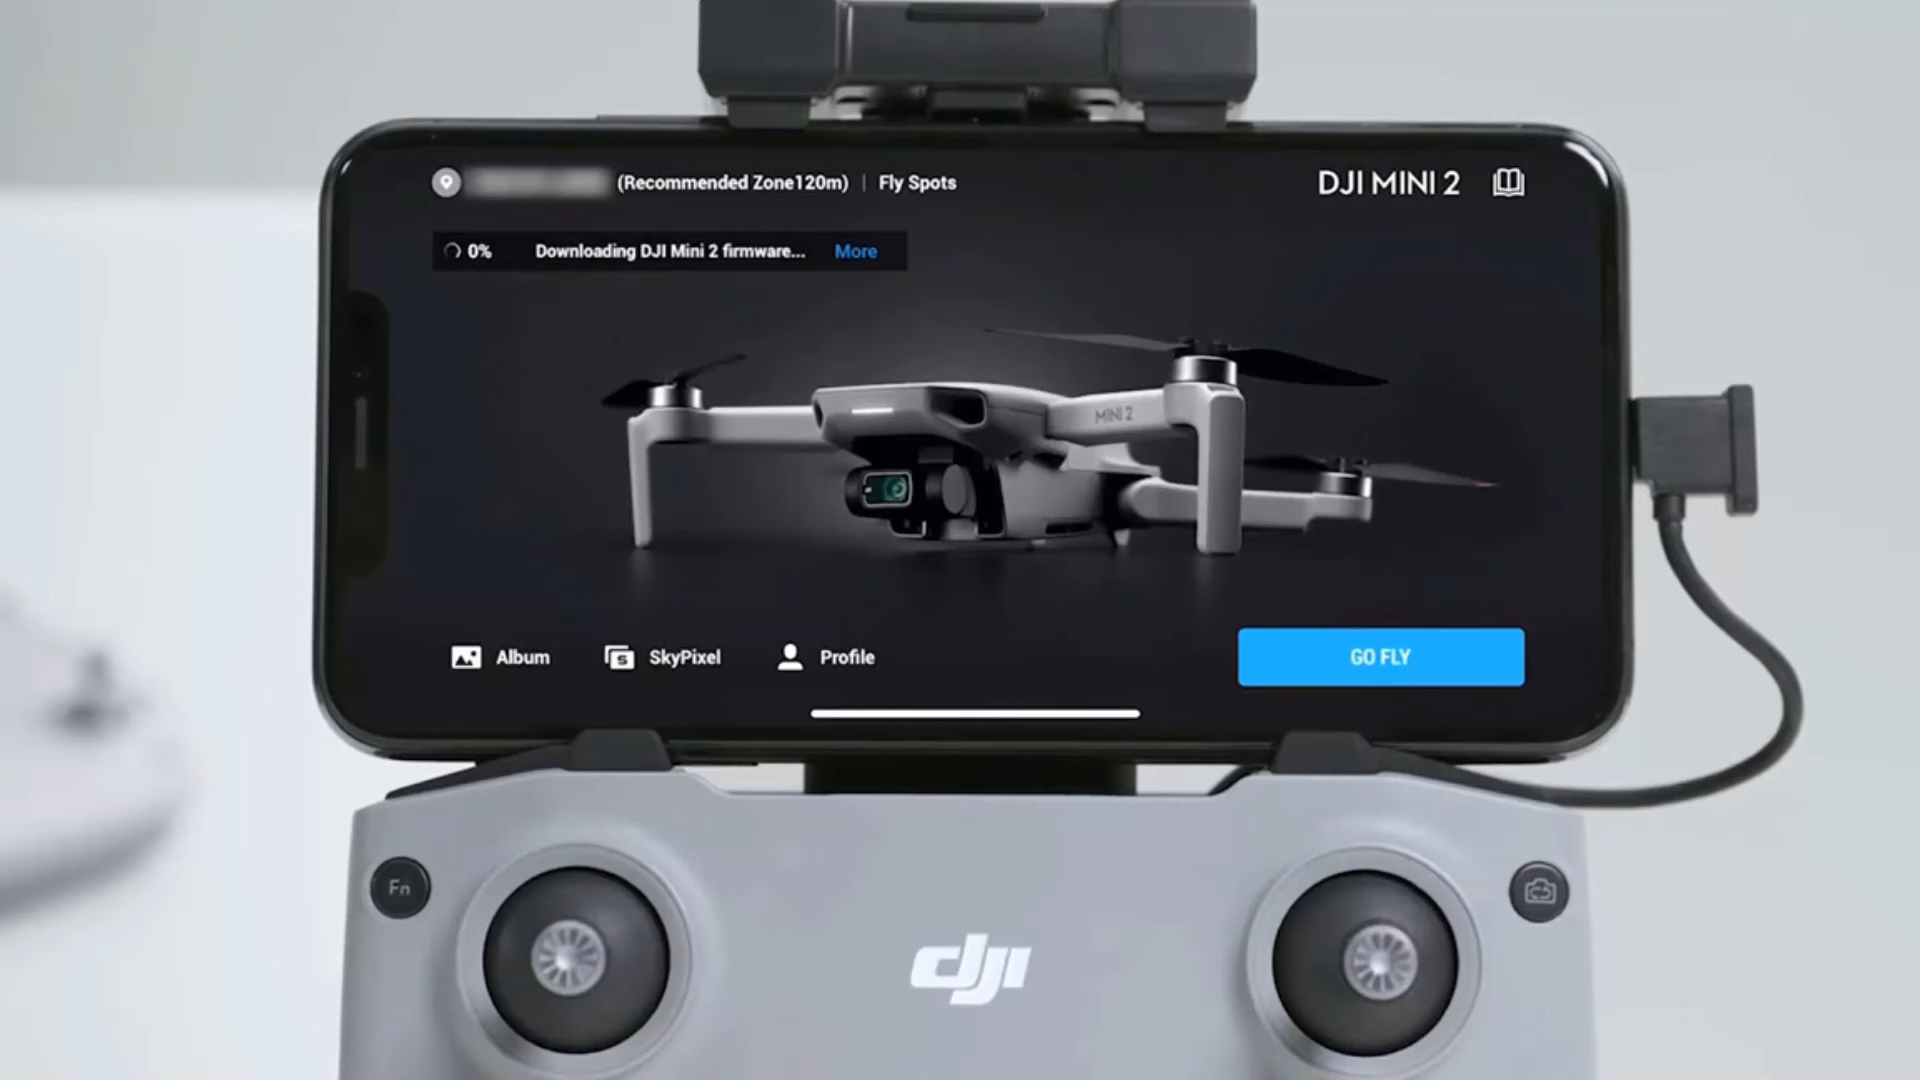 (Recommended Zone120m) | Fly Spots
DJI MINI 2
0% Downloading DJI Mini 2 firmware... More
MINI 2
Album SkyPixel Profile
GO FLY
Fn
dji